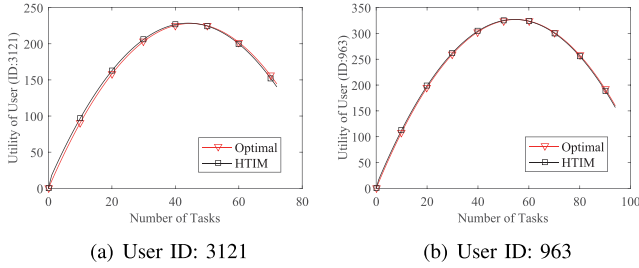 250
200
150
100
50
0
Utility of User (ID:3121)
Optimal
HTIM
0 20 40 60 80
Number of Tasks
(a) User ID: 3121
350
300
250
200
150
100
50
0
Utility of User (ID:963)
Optimal
HTIM
0 20 40 60 80 100
Number of Tasks
(b) User ID: 963